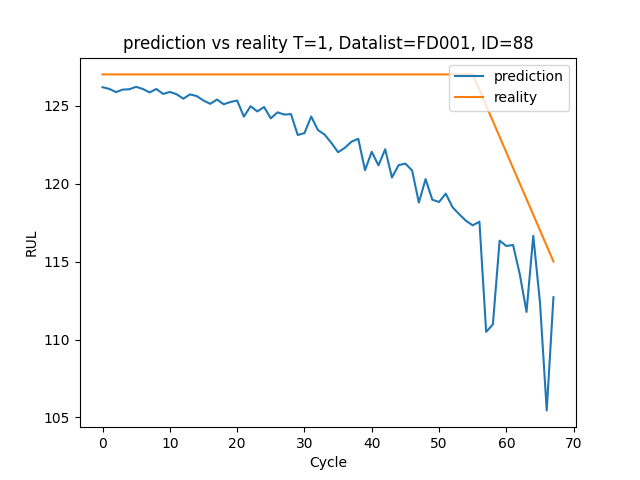 prediction vs reality T=1, Datalist=FD001, ID=88
prediction
reality
125
120
115
110
105
RUL
0 10 20 30 40 50 60 70
Cycle